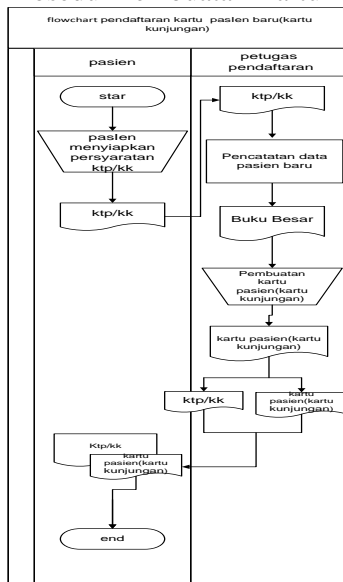 flowchart pendaftaran kartu paslen baru(kartu
kunjungan)
pasien
petugas
pendaftaran
star
paslen
menyiapkan
persyaratan
ktp/kk
ktp/kk
ktp/kk
Pencatatan data
pasien baru
Buku Besar
Pembuatan
kartu
pasien(kartu
kunjungan)
kartu pasien(kartu
kunjungan)
ktp/kk
kartu
pasien(kartu
kunjungan)
Ktp/kk
kartu
pasien(kartu
kunjungan)
end